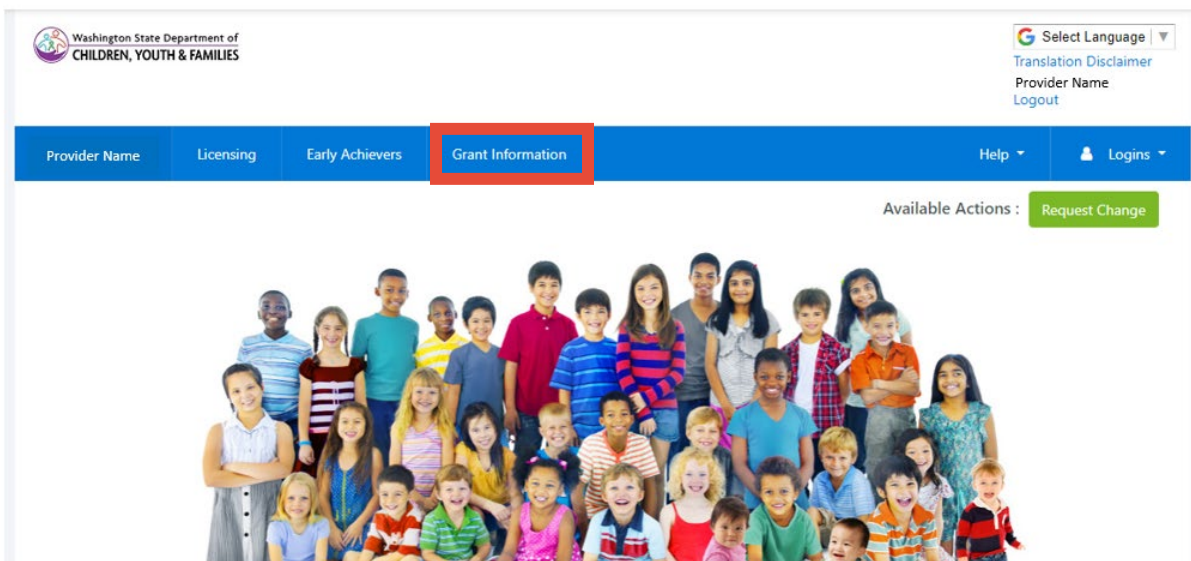 Washington State Department of
CHILDREN, YOUTH & FAMILIES
Select Language
Translation Disclaimer
Provider Name
Logout
Provider Name
Licensing
Early Achievers
Grant Information
Help
Logins
Available Actions :
Request Change